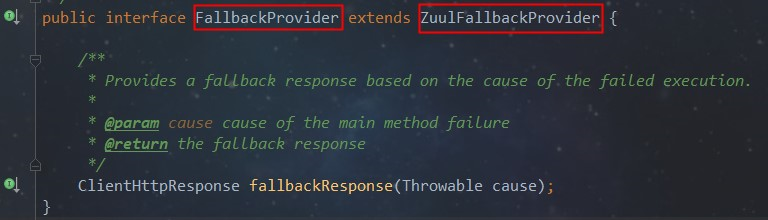 public interface FallbackProvider extends ZuulFallbackProvider {
/**
* Provides a fallback response based on the cause of the failed execution.
*
* @param cause cause of the main method failure
* @return the fallback response
*/
ClientHttpResponse fallbackResponse(Throwable cause);
}